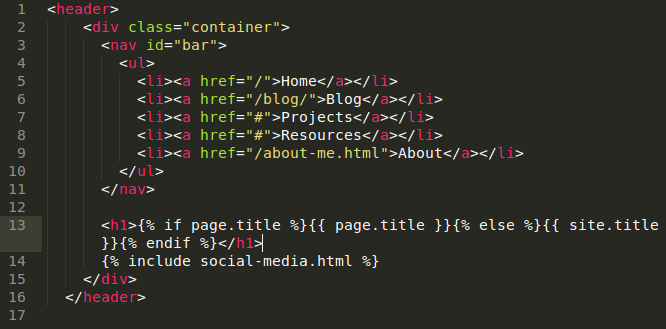 1 <header>
2 <div class="container">
3 <nav id="bar">
4 <ul>
5 <li><a href="/">Home</a></li>
6 <li><a href="/blog/">Blog</a></li>
7 <li><a href="#">Projects</a></li>
8 <li><a href="#">Resources</a></li>
9 <li><a href="/about-me.html">About</a></li>
10 </ul>
11 </nav>
12
13 <h1>{% if page.title %}{{ page.title }}{% else %}{{ site.title
}}{% endif %}</h1>
14 {% include social-media.html %}
15 </div>
16 </header>
17